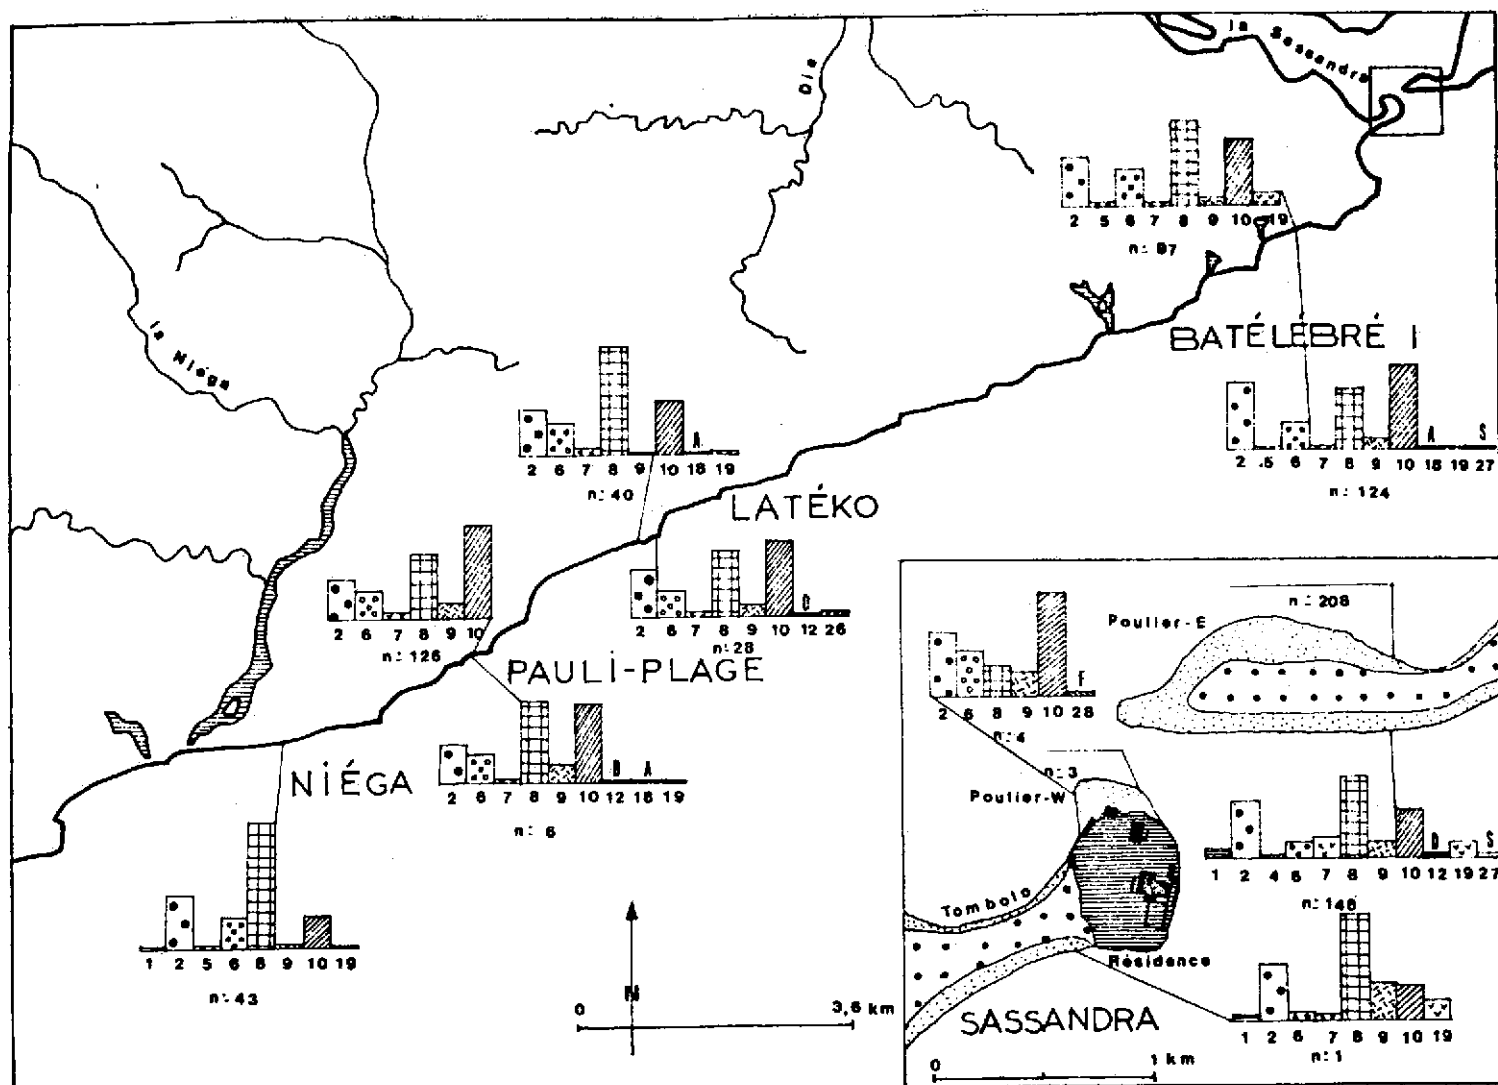 la Sassandra
Die
2 5 6 7 8 9 10 19
n: 97
la Niéga
BATÉLÉBRÉ I
A S
2 5 6 7 8 9 10 18 19 27
n: 124
A
2 6 7 8 9 10 18 19
n: 40
LATÉKO
2 6 7 8 9 10
n: 126
D
2 6 7 8 9 10 12 26
n: 28
PAULI-PLAGE
D A
2 6 7 8 9 10 12 18 19
n: 6
NIÉGA
1 2 5 6 8 9 10 19
n: 43
N
0 3,5 km
n: 208
Poulier-E
F
2 6 8 9 10 28
n: 4
n: 3
Poulier-W
D S
1 2 4 6 7 8 9 10 12 19 27
n: 148
Tombolo
Résidence
SASSANDRA
1 2 6 7 8 9 10 19
n: 1
0 1 km